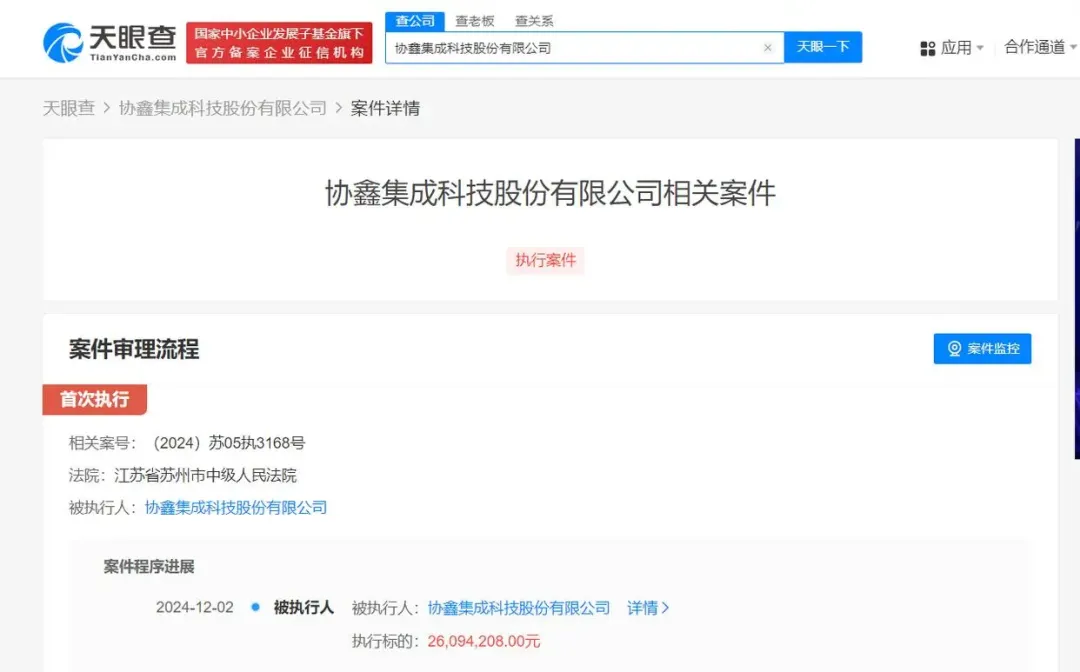 天眼查
TianYanCha.com
国家中小企业发展子基金旗下
官方备案企业征信机构
查公司 查老板 查关系
协鑫集成科技股份有限公司 × 天眼一下
应用 合作通道
天眼查 > 协鑫集成科技股份有限公司 > 案件详情
协鑫集成科技股份有限公司相关案件
执行案件
案件审理流程
案件监控
首次执行
相关案号：（2024）苏05执3168号
法院：江苏省苏州市中级人民法院
被执行人：协鑫集成科技股份有限公司
案件程序进展
2024-12-02 被执行人 被执行人：协鑫集成科技股份有限公司 详情>
执行标的：26,094,208.00元